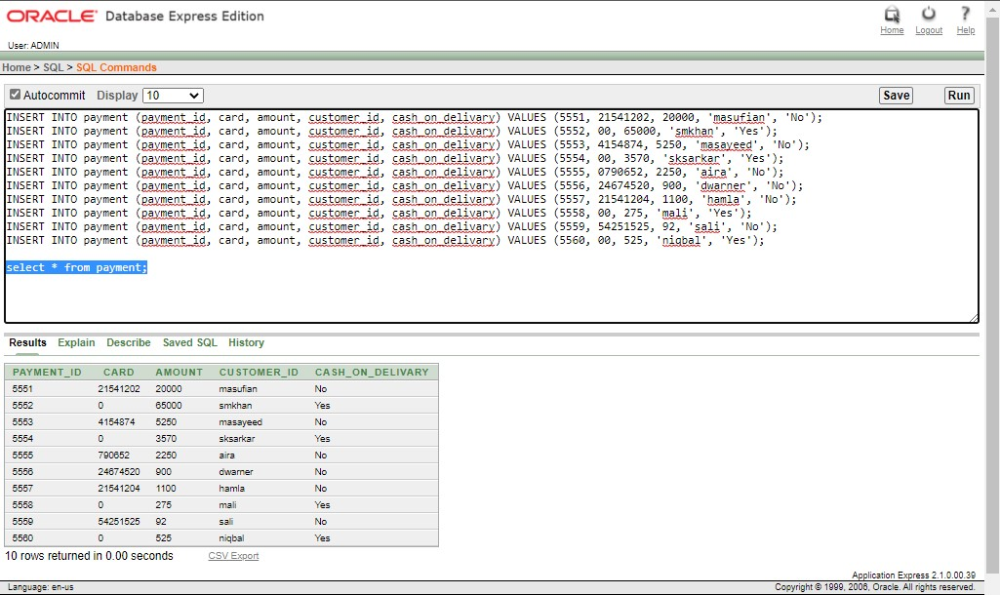 ORACLE Database Express Edition
Home Logout Help
User: ADMIN
Home > SQL > SQL Commands
Autocommit Display 10 Save Run
INSERT INTO payment (payment_id, card, amount, customer_id, cash_on_delivary) VALUES (5551, 21541202, 20000, 'masufian', 'No');
INSERT INTO payment (payment_id, card, amount, customer_id, cash_on_delivary) VALUES (5552, 00, 65000, 'smkhan', 'Yes');
INSERT INTO payment (payment_id, card, amount, customer_id, cash_on_delivary) VALUES (5553, 4154874, 5250, 'masayeed', 'No');
INSERT INTO payment (payment_id, card, amount, customer_id, cash_on_delivary) VALUES (5554, 00, 3570, 'sksarkar', 'Yes');
INSERT INTO payment (payment_id, card, amount, customer_id, cash_on_delivary) VALUES (5555, 0790652, 2250, 'aira', 'No');
INSERT INTO payment (payment_id, card, amount, customer_id, cash_on_delivary) VALUES (5556, 24674520, 900, 'dwarner', 'No');
INSERT INTO payment (payment_id, card, amount, customer_id, cash_on_delivary) VALUES (5557, 21541204, 1100, 'hamla', 'No');
INSERT INTO payment (payment_id, card, amount, customer_id, cash_on_delivary) VALUES (5558, 00, 275, 'mali', 'Yes');
INSERT INTO payment (payment_id, card, amount, customer_id, cash_on_delivary) VALUES (5559, 54251525, 92, 'sali', 'No');
INSERT INTO payment (payment_id, card, amount, customer_id, cash_on_delivary) VALUES (5560, 00, 525, 'niqbal', 'Yes');
select * from payment;
Results Explain Describe Saved SQL History
PAYMENT_ID CARD AMOUNT CUSTOMER_ID CASH_ON_DELIVARY
5551 21541202 20000 masufian No
5552 0 65000 smkhan Yes
5553 4154874 5250 masayeed No
5554 0 3570 sksarkar Yes
5555 790652 2250 aira No
5556 24674520 900 dwarner No
5557 21541204 1100 hamla No
5558 0 275 mali Yes
5559 54251525 92 sali No
5560 0 525 niqbal Yes
10 rows returned in 0.00 seconds CSV Export
Application Express 2.1.0.00.39
Language: en-us Copyright © 1999, 2006, Oracle. All rights reserved.